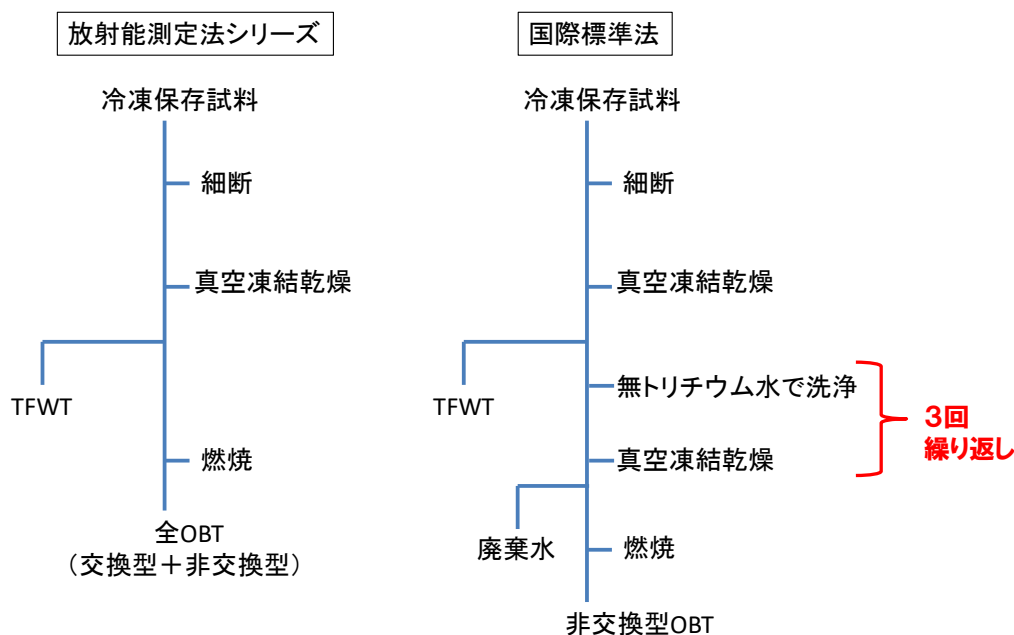 放射能測定法シリーズ
冷凍保存試料
細断
真空凍結乾燥
TFWT
燃焼
全OBT
（交換型＋非交換型）
国際標準法
冷凍保存試料
細断
真空凍結乾燥
TFWT
無トリチウム水で洗浄
真空凍結乾燥
3回
繰り返し
廃棄水
燃焼
非交換型OBT